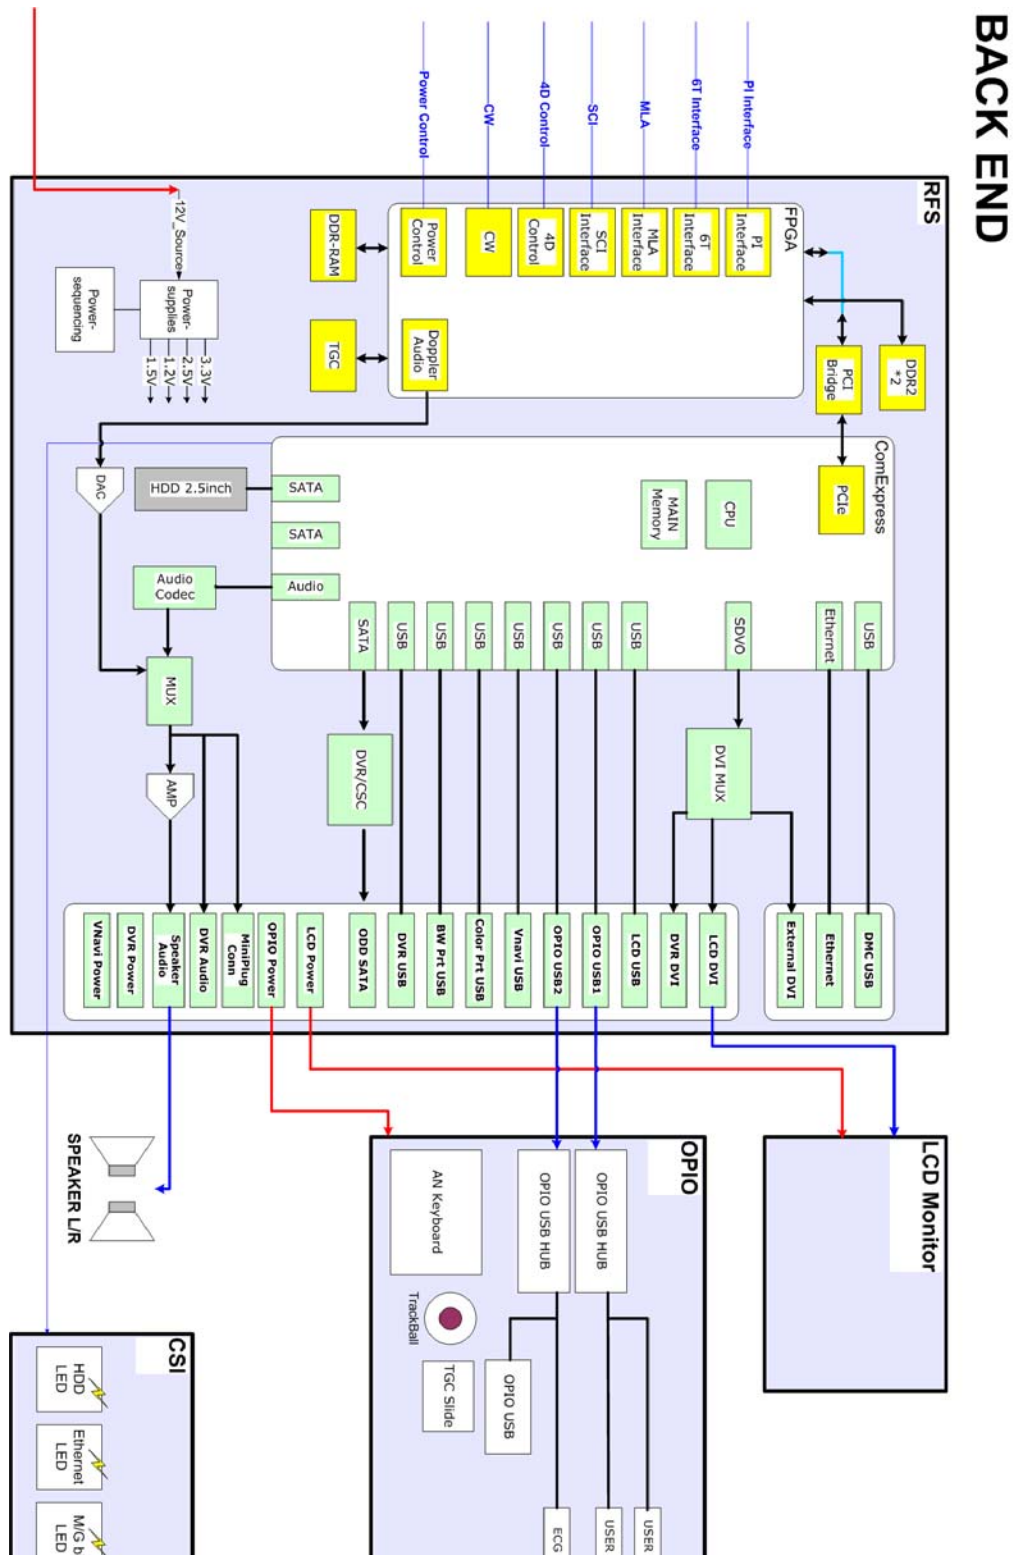 BACK END
PI Interface
6T Interface
MLA
SCI
4D Control
CW
Power Control
RFS
FPGA
PI
Interface
6T
Interface
MLA
Interface
SCI
Interface
4D
Control
CW
Power
Control
DDR-RAM
12V_Source
Power-
supplies
Power-
sequencing
3.3V
2.5V
1.2V
1.5V
DDR2
*2
PCI
Bridge
Doppler
Audio
TGC
ComExpress
PCIe
CPU
MAIN
Memory
SATA
HDD 2.5inch
DAC
SATA
Audio
Audio
Codec
USB
Ethernet
SDVO
USB
USB
USB
USB
USB
USB
USB
SATA
MUX
DVI MUX
DVR/CSC
AMP
DMC USB
Ethernet
External DVI
LCD DVI
DVR DVI
LCD USB
OPIO USB1
OPIO USB2
Vnavi USB
Color Prt USB
BW Prt USB
DVR USB
ODD SATA
LCD Power
OPIO Power
MiniPlug
Conn
DVR Audio
Speaker
Audio
DVR Power
VNavi Power
LCD Monitor
OPIO
OPIO USB HUB
OPIO USB HUB
AN Keyboard
TrackBall
TGC Slide
OPIO USB
USER
USER
ECG
SPEAKER L/R
CSI
HDD
LED
Ethernet
LED
M/G b
LED